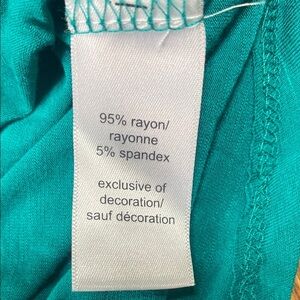 95% rayon/
rayonne
5% spandex
exclusive of
decoration/
sauf décoration